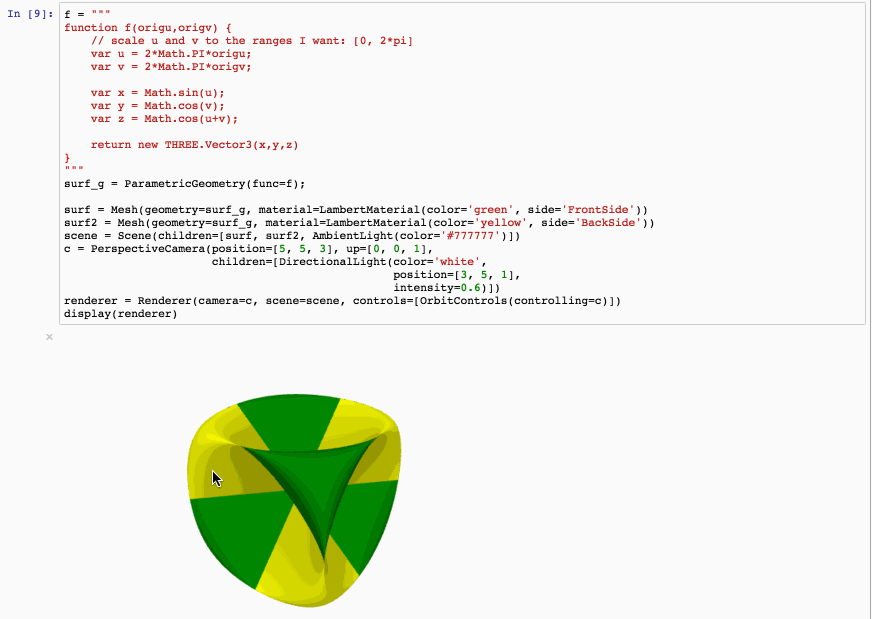 In [9]: f = """
function f(origu,origv) {
    // scale u and v to the ranges I want: [0, 2*pi]
    var u = 2*Math.PI*origu;
    var v = 2*Math.PI*origv;

    var x = Math.sin(u);
    var y = Math.cos(v);
    var z = Math.cos(u+v);

    return new THREE.Vector3(x,y,z)
}
"""
surf_g = ParametricGeometry(func=f);

surf = Mesh(geometry=surf_g, material=LambertMaterial(color='green', side='FrontSide'))
surf2 = Mesh(geometry=surf_g, material=LambertMaterial(color='yellow', side='BackSide'))
scene = Scene(children=[surf, surf2, AmbientLight(color='#777777')])
c = PerspectiveCamera(position=[5, 5, 3], up=[0, 0, 1],
                      children=[DirectionalLight(color='white',
                                                 position=[3, 5, 1],
                                                 intensity=0.6)])
renderer = Renderer(camera=c, scene=scene, controls=[OrbitControls(controlling=c)])
display(renderer)
×